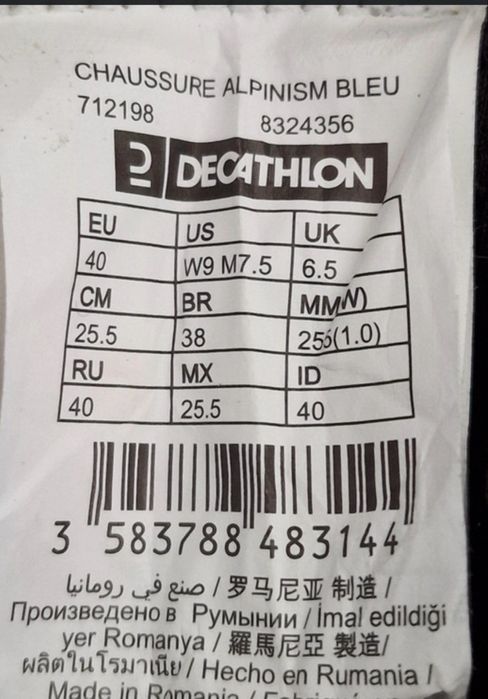 CHAUSSURE ALPINISM BLEU
712198 8324356
DECATHLON
EU US UK
40 W9 M7.5 6.5
CM BR MM(W)
25.5 38 255(1.0)
RU MX ID
40 25.5 40
3 583788 483144
صنع في رومانيا / 罗马尼亚 制造 /
Произведено в Румынии / İmal edildiği
yer Romanya / 羅馬尼亞 製造/
ผลิตในโรมาเนีย / Hecho en Rumania /
Made in Romania /